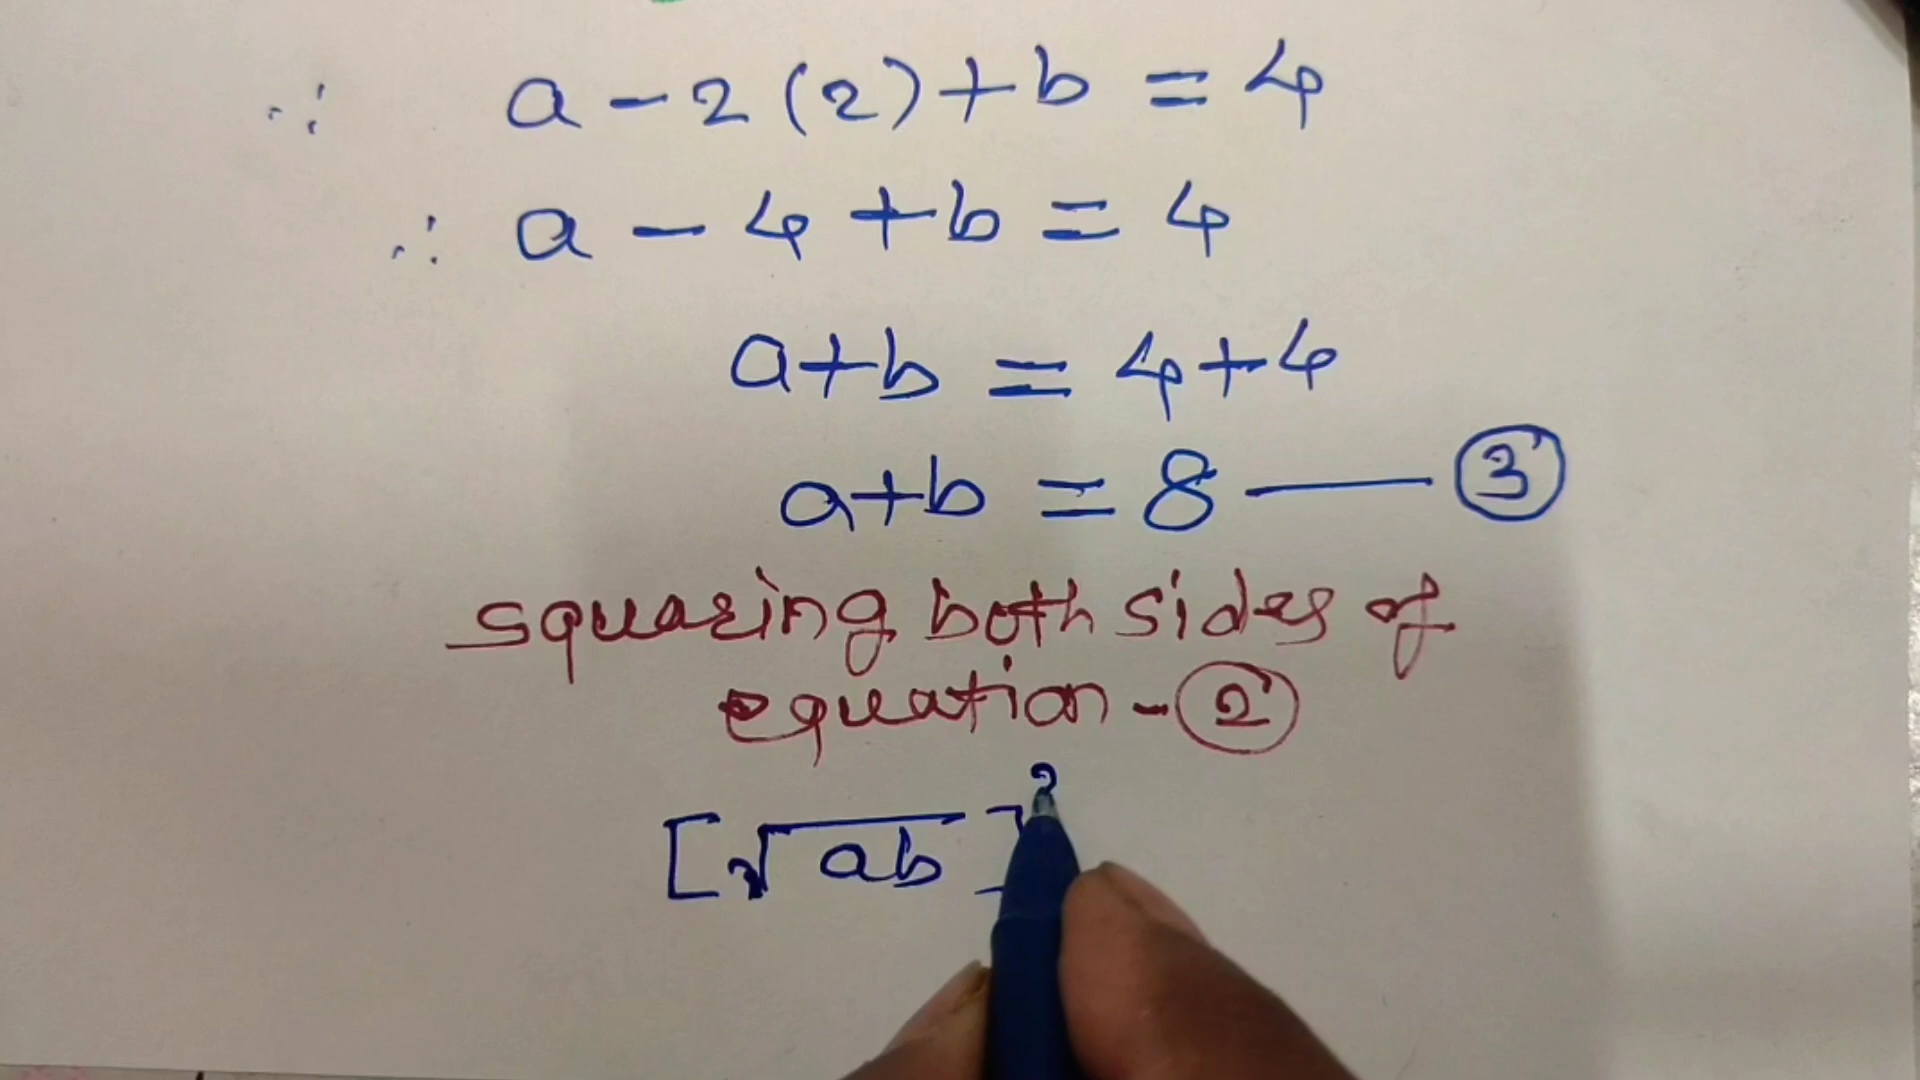 ∴ a - 2(2) + b = 4
∴ a - 4 + b = 4
a+b = 4+4
a+b = 8 —— ③
squaring both sides of
equation - ②
[√ab]²